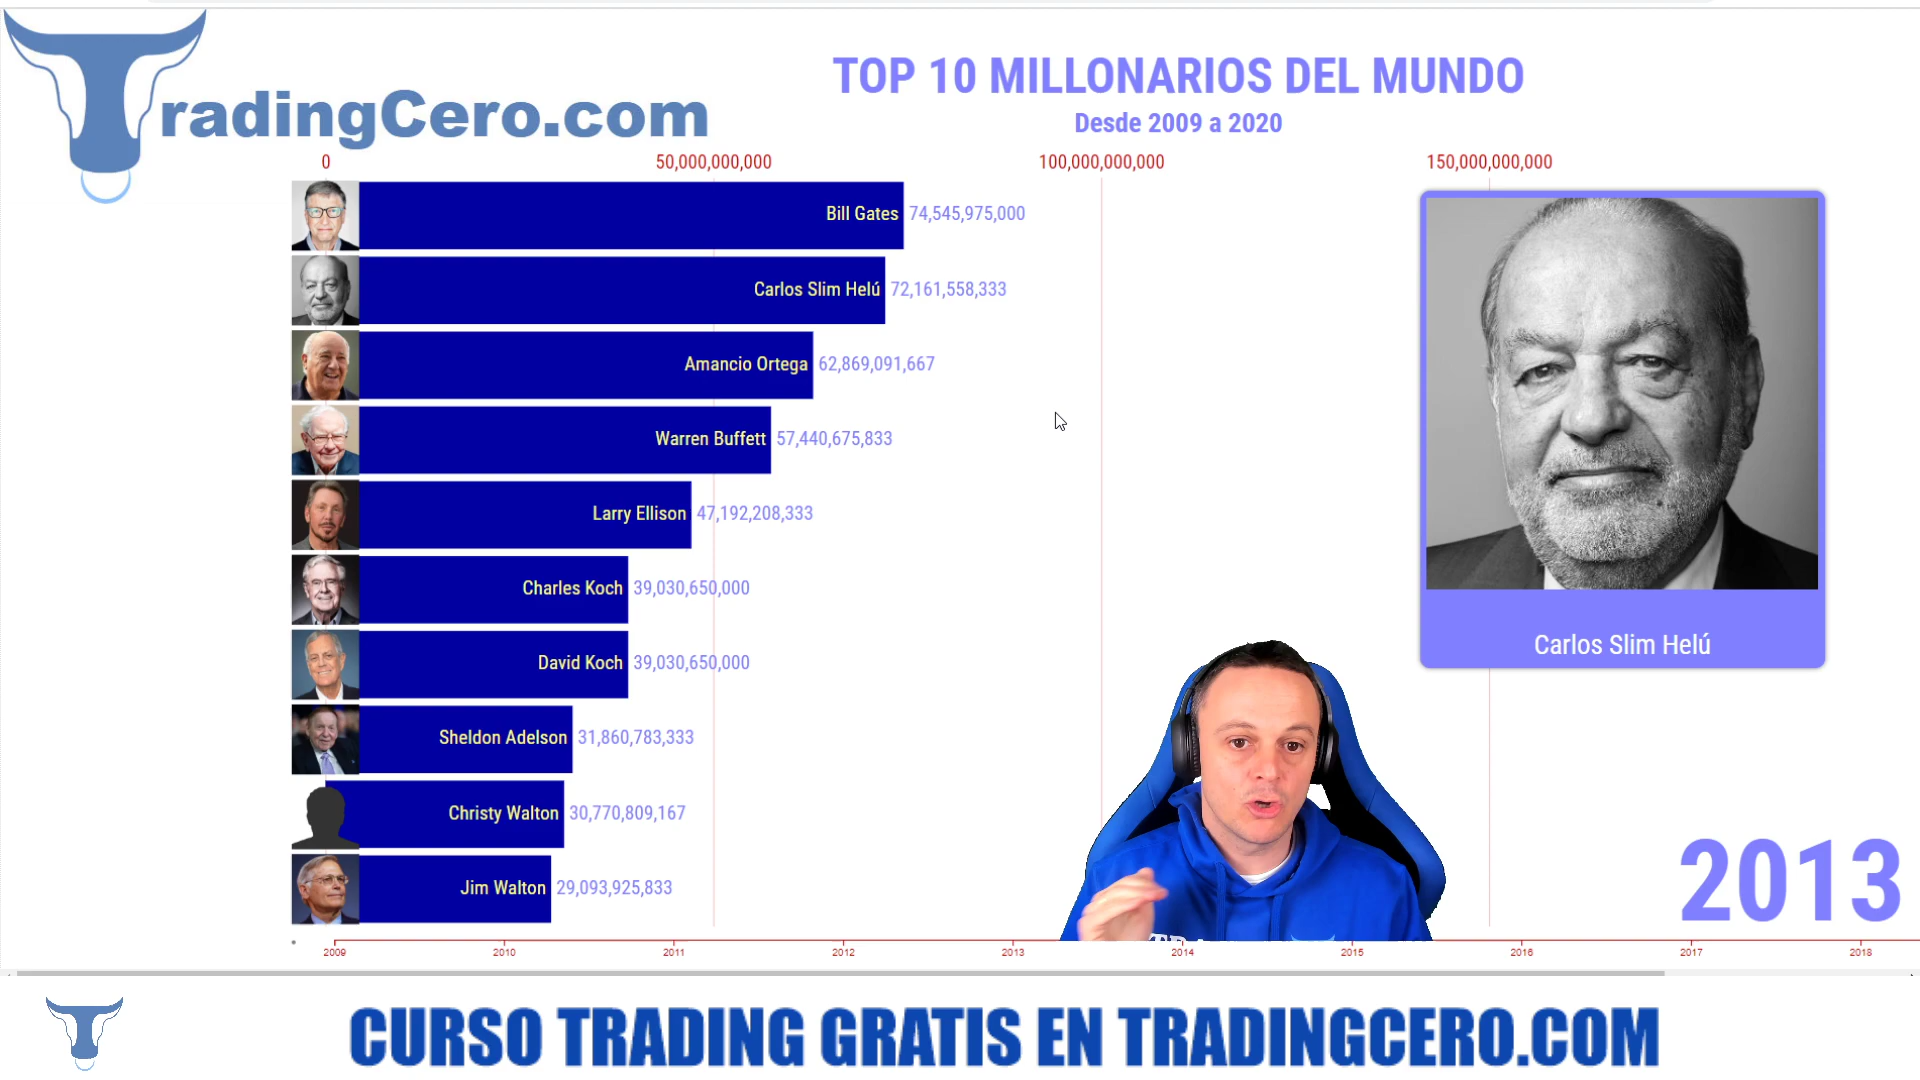 TradingCero.com
TOP 10 MILLONARIOS DEL MUNDO
Desde 2009 a 2020
0 50,000,000,000 100,000,000,000 150,000,000,000
Bill Gates 74,545,975,000
Carlos Slim Helú 72,161,558,333
Amancio Ortega 62,869,091,667
Warren Buffett 57,440,675,833
Larry Ellison 47,192,208,333
Charles Koch 39,030,650,000
David Koch 39,030,650,000
Sheldon Adelson 31,860,783,333
Christy Walton 30,770,809,167
Jim Walton 29,093,925,833
Carlos Slim Helú
2013
2009 2010 2011 2012 2013 2014 2015 2016 2017 2018
CURSO TRADING GRATIS EN TRADINGCERO.COM